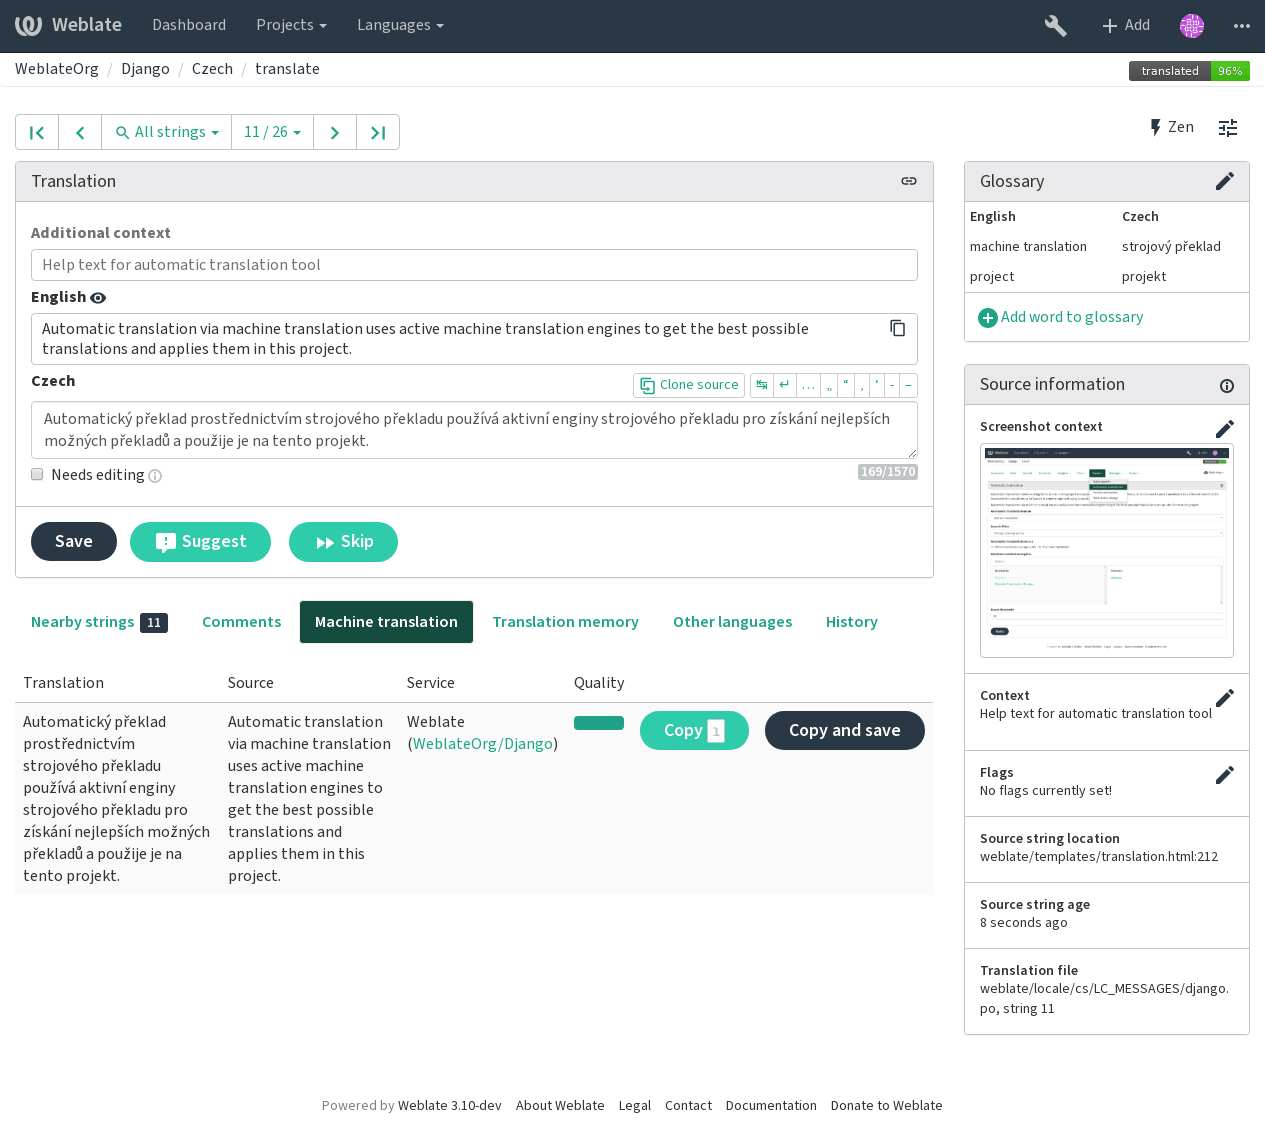 Weblate
Dashboard
Projects
Languages
Add
WeblateOrg / Django / Czech / translate
translated 96%
All strings
11 / 26
Zen
Translation
Additional context
Help text for automatic translation tool
English
Automatic translation via machine translation uses active machine translation engines to get the best possible
translations and applies them in this project.
Czech
Clone source
↹ ↵ … „ “ ‚ ‘ - –
Automatický překlad prostřednictvím strojového překladu používá aktivní enginy strojového překladu pro získání nejlepších
možných překladů a použije je na tento projekt.
Needs editing
169/1570
Save
Suggest
Skip
Nearby strings 11
Comments
Machine translation
Translation memory
Other languages
History
Translation
Source
Service
Quality
Automatický překlad
prostřednictvím
strojového překladu
používá aktivní enginy
strojového překladu pro
získání nejlepších možných
překladů a použije je na
tento projekt.
Automatic translation
via machine translation
uses active machine
translation engines to
get the best possible
translations and
applies them in this
project.
Weblate
(WeblateOrg/Django)
Copy 1
Copy and save
Glossary
English Czech
machine translation strojový překlad
project projekt
Add word to glossary
Source information
Screenshot context
Context
Help text for automatic translation tool
Flags
No flags currently set!
Source string location
weblate/templates/translation.html:212
Source string age
8 seconds ago
Translation file
weblate/locale/cs/LC_MESSAGES/django.
po, string 11
Powered by Weblate 3.10-dev About Weblate Legal Contact Documentation Donate to Weblate